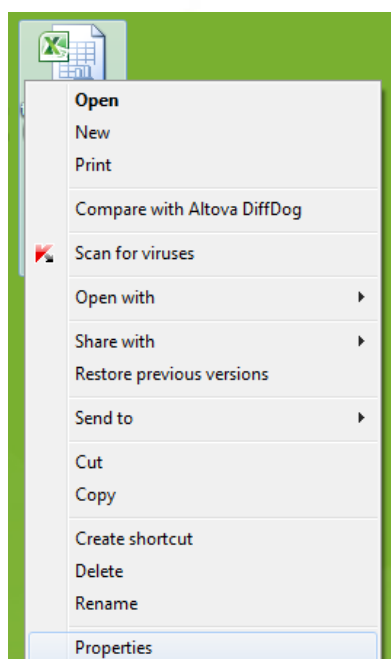 Open
New
Print
Compare with Altova DiffDog
Scan for viruses
Open with
Share with
Restore previous versions
Send to
Cut
Copy
Create shortcut
Delete
Rename
Properties